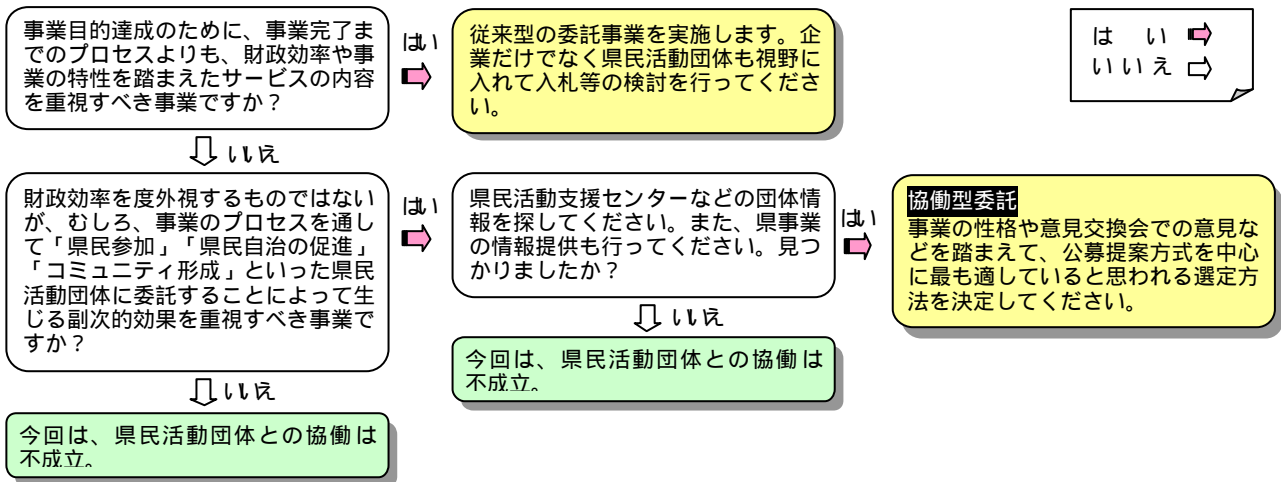 事業目的達成のために、事業完了ま
でのプロセスよりも、財政効率や事
業の特性を踏まえたサービスの内容
を重視すべき事業ですか？
はい
従来型の委託事業を実施します。企
業だけでなく県民活動団体も視野に
入れて入札等の検討を行ってくださ
い。
は　い
いいえ
いいえ
財政効率を度外視するものではない
が、むしろ、事業のプロセスを通し
て「県民参加」「県民自治の促進」
「コミュニティ形成」といった県民
活動団体に委託することによって生
じる副次的効果を重視すべき事業で
すか？
はい
県民活動支援センターなどの団体情
報を探してください。また、県事業
の情報提供も行ってください。見つ
かりましたか？
はい
協働型委託
事業の性格や意見交換会での意見な
どを踏まえて、公募提案方式を中心
に最も適していると思われる選定方
法を決定してください。
いいえ
今回は、県民活動団体との協働は
不成立。
いいえ
今回は、県民活動団体との協働は
不成立。